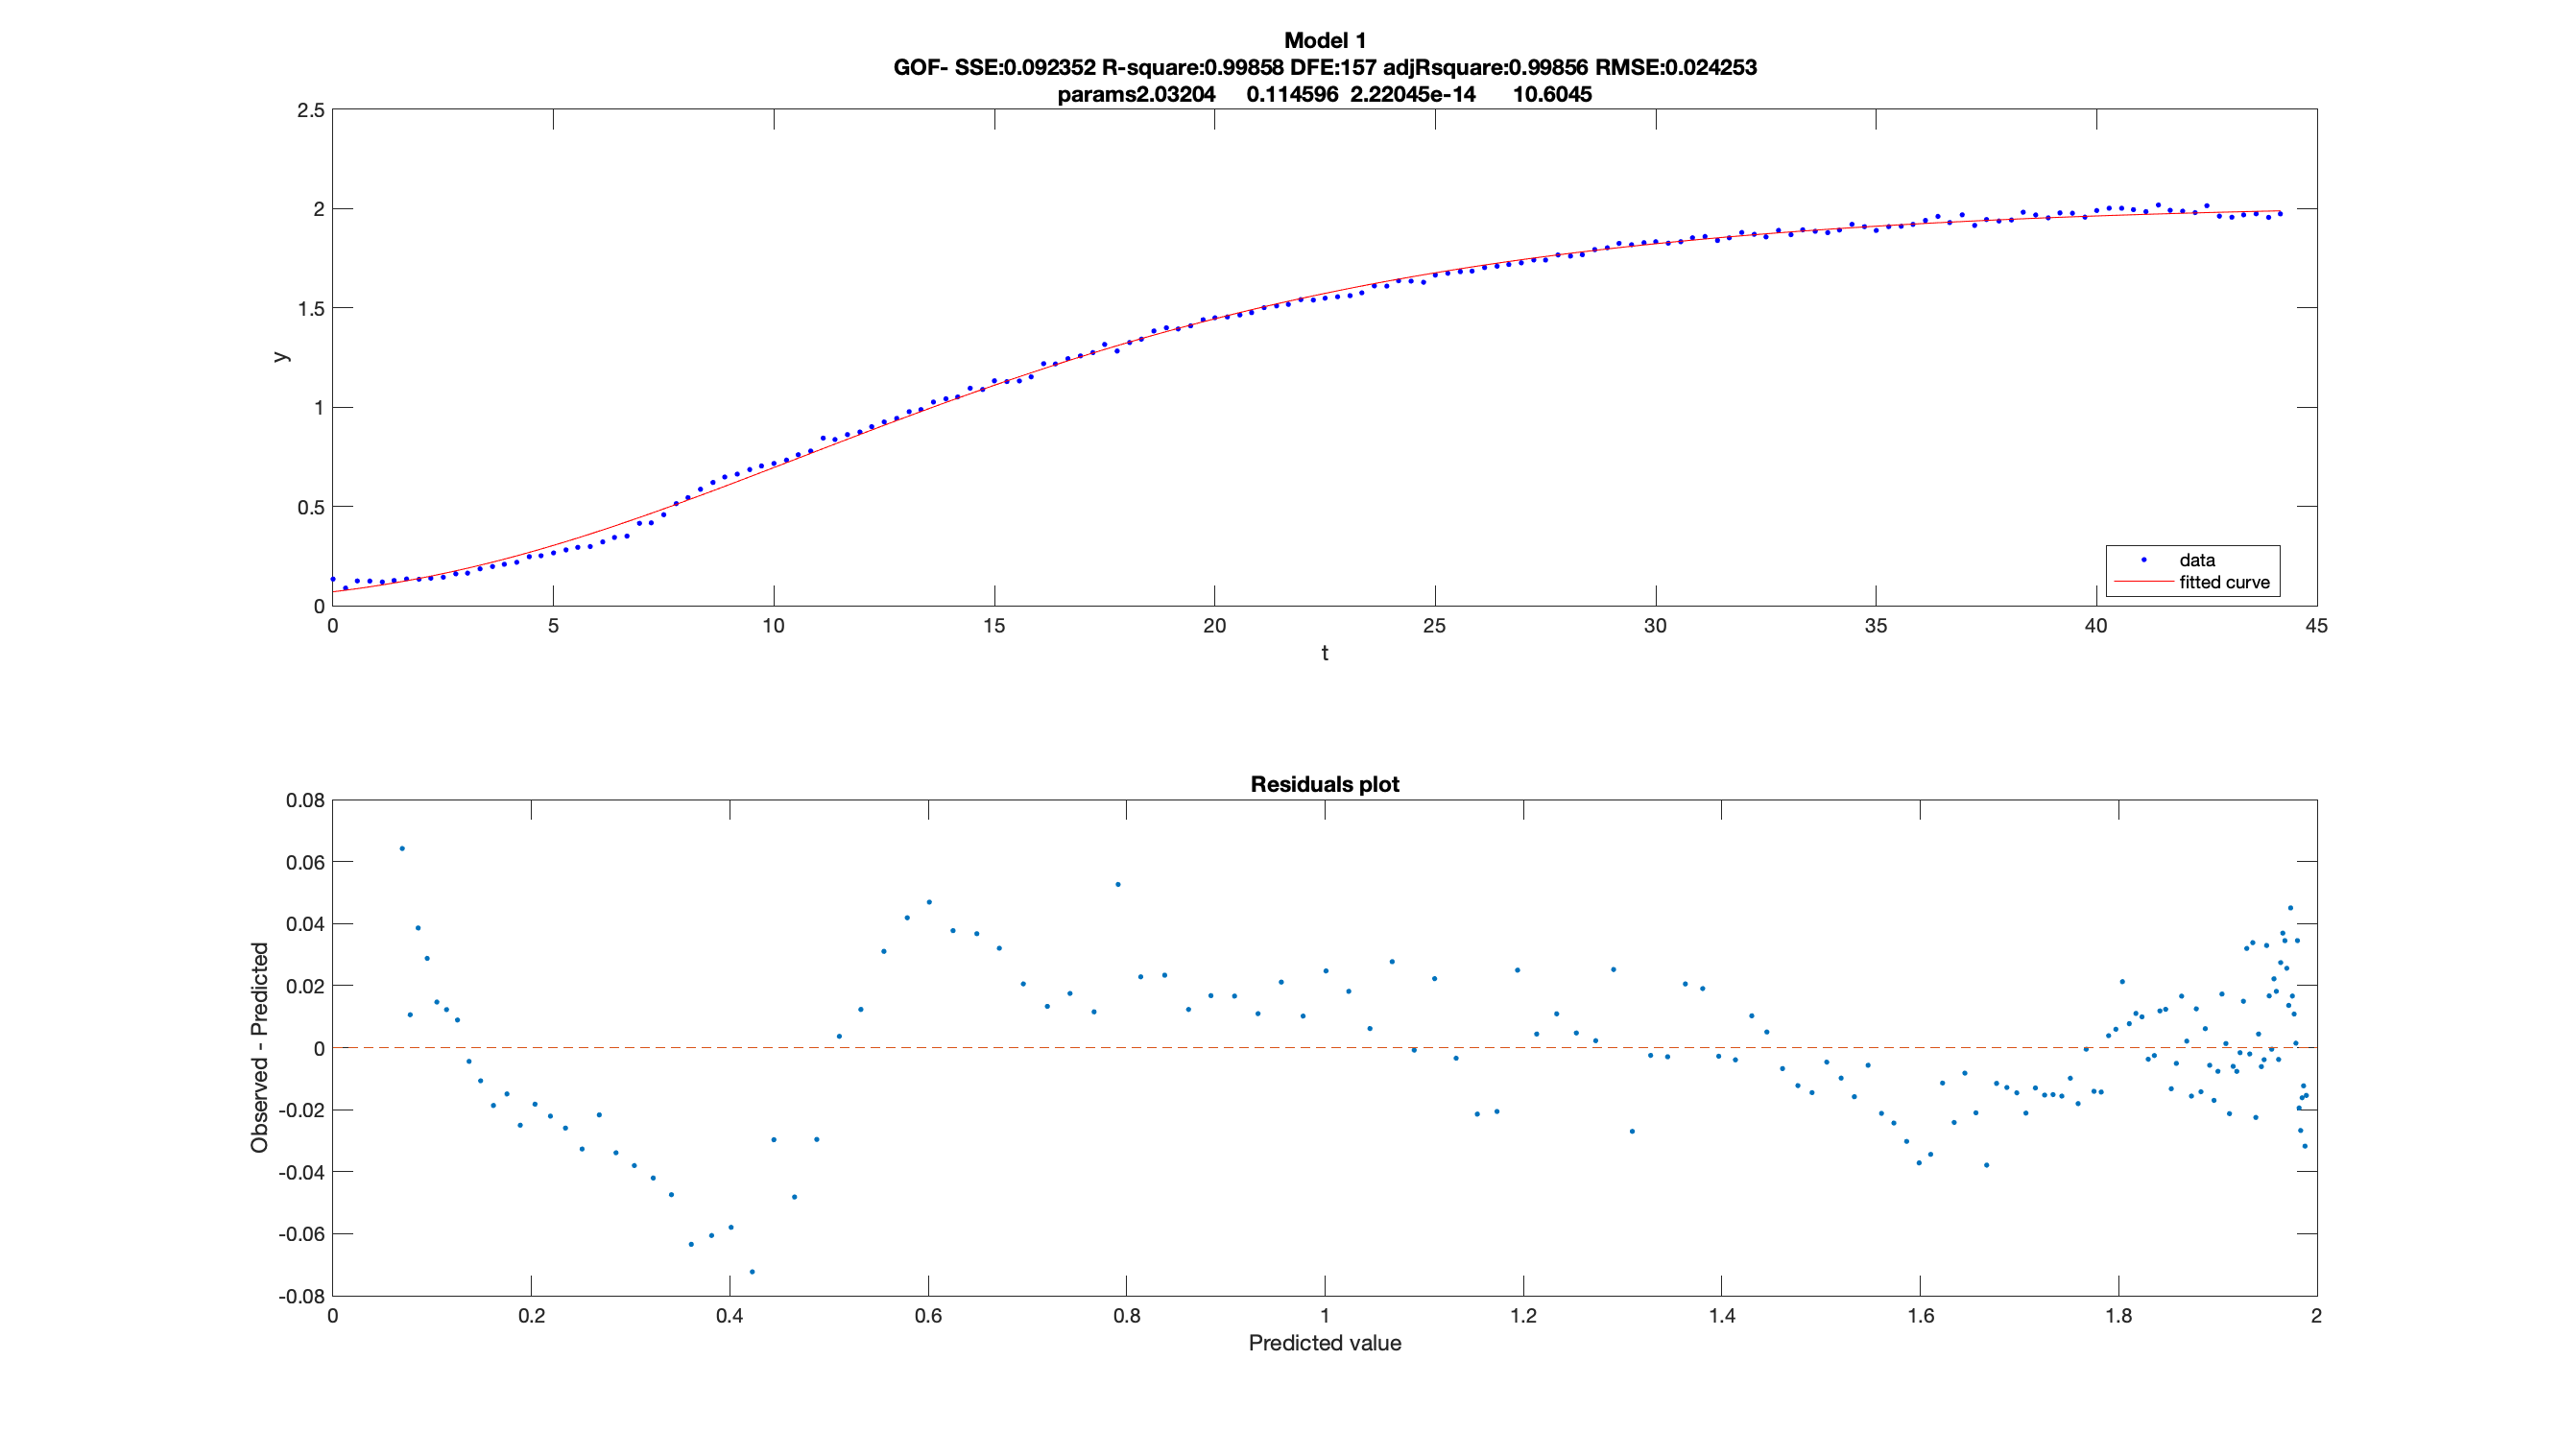 Model 1
GOF- SSE:0.092352 R-square:0.99858 DFE:157 adjRsquare:0.99856 RMSE:0.024253
params2.03204 0.114596 2.22045e-14 10.6045
2.5
2
1.5
1
0.5
0
y
0 5 10 15 20 25 30 35 40 45
t
data
fitted curve
Residuals plot
0.08
0.06
0.04
0.02
0
-0.02
-0.04
-0.06
-0.08
Observed - Predicted
0 0.2 0.4 0.6 0.8 1 1.2 1.4 1.6 1.8 2
Predicted value